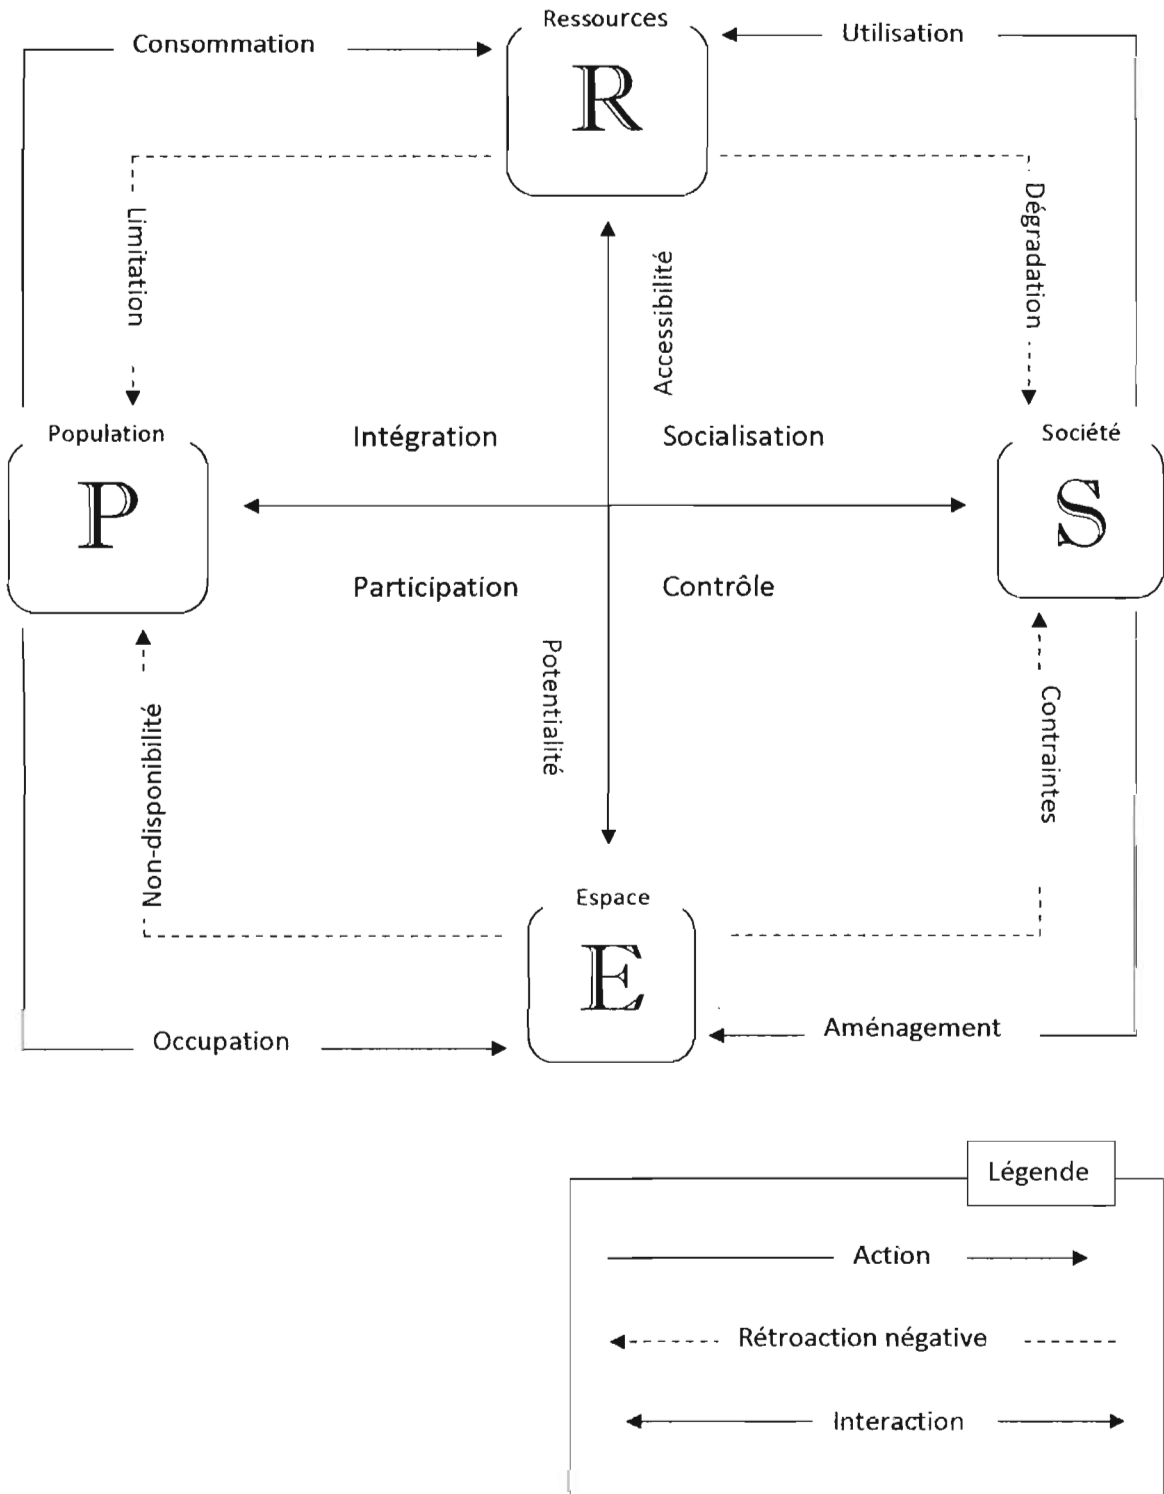 Ressources
Consommation
Utilisation
R
Limitation
Dégradation
Accessibilité
Population
Intégration
Socialisation
Société
P
S
Participation
Contrôle
Potentialité
Non-disponibilité
Contraintes
Espace
E
Occupation
Aménagement
Légende
Action
Rétroaction négative
Interaction